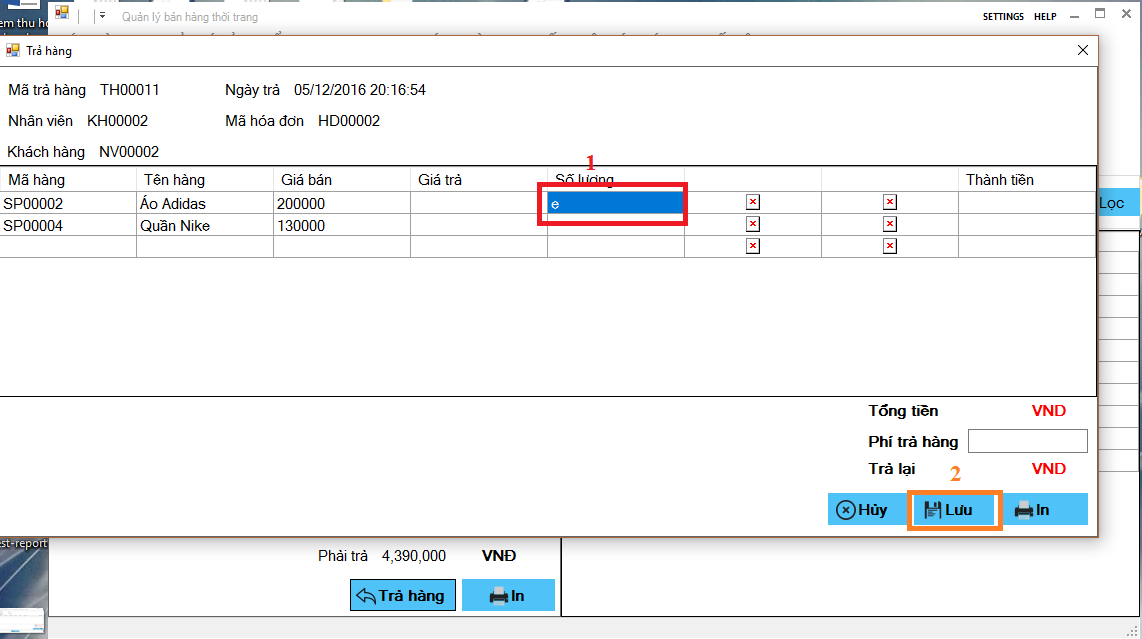 em thu ho
Quản lý bán hàng thời trang
SETTINGS HELP
Trả hàng
Mã trả hàng TH00011 Ngày trả 05/12/2016 20:16:54
Nhân viên KH00002 Mã hóa đơn HD00002
Khách hàng NV00002
1
Mã hàng Tên hàng Giá bán Giá trả Số lượng Thành tiền
SP00002 Áo Adidas 200000 e
Lọc
SP00004 Quần Nike 130000
Tổng tiền VND
Phí trả hàng
Trả lại VND
2
Hủy Lưu In
est-report
Phải trả 4,390,000 VNĐ
Trả hàng In